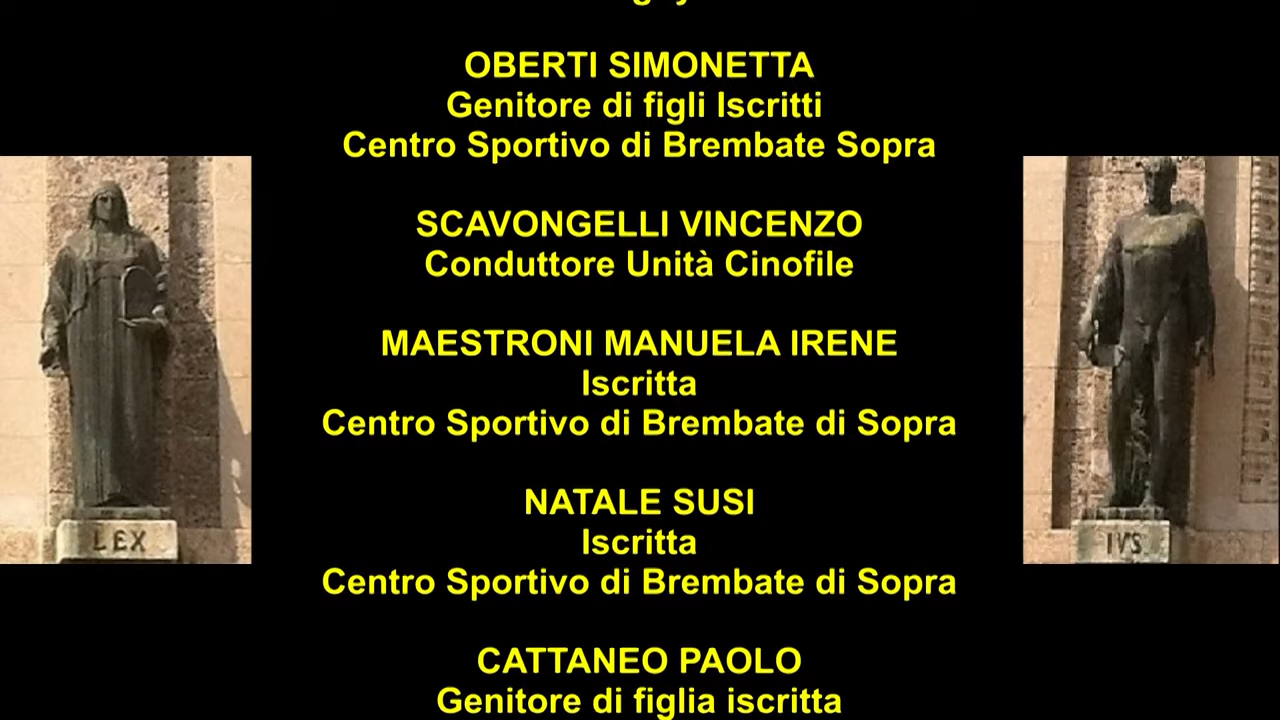 OBERTI SIMONETTA
Genitore di figli Iscritti
Centro Sportivo di Brembate Sopra
SCAVONGELLI VINCENZO
Conduttore Unità Cinofile
MAESTRONI MANUELA IRENE
Iscritta
Centro Sportivo di Brembate di Sopra
NATALE SUSI
Iscritta
Centro Sportivo di Brembate di Sopra
CATTANEO PAOLO
Genitore di figlia iscritta
LEX
IVS